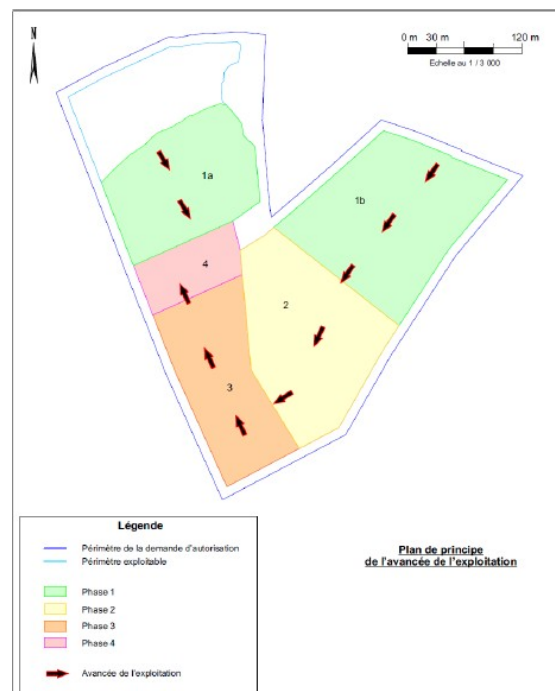 N
0 m 30 m 120 m
Echelle au 1 / 3 000
1a
1b
4
2
3
Légende
Périmètre de la demande d'autorisation
Périmètre exploitable
Phase 1
Phase 2
Phase 3
Phase 4
Avancée de l'exploitation
Plan de principe
de l'avancée de l'exploitation